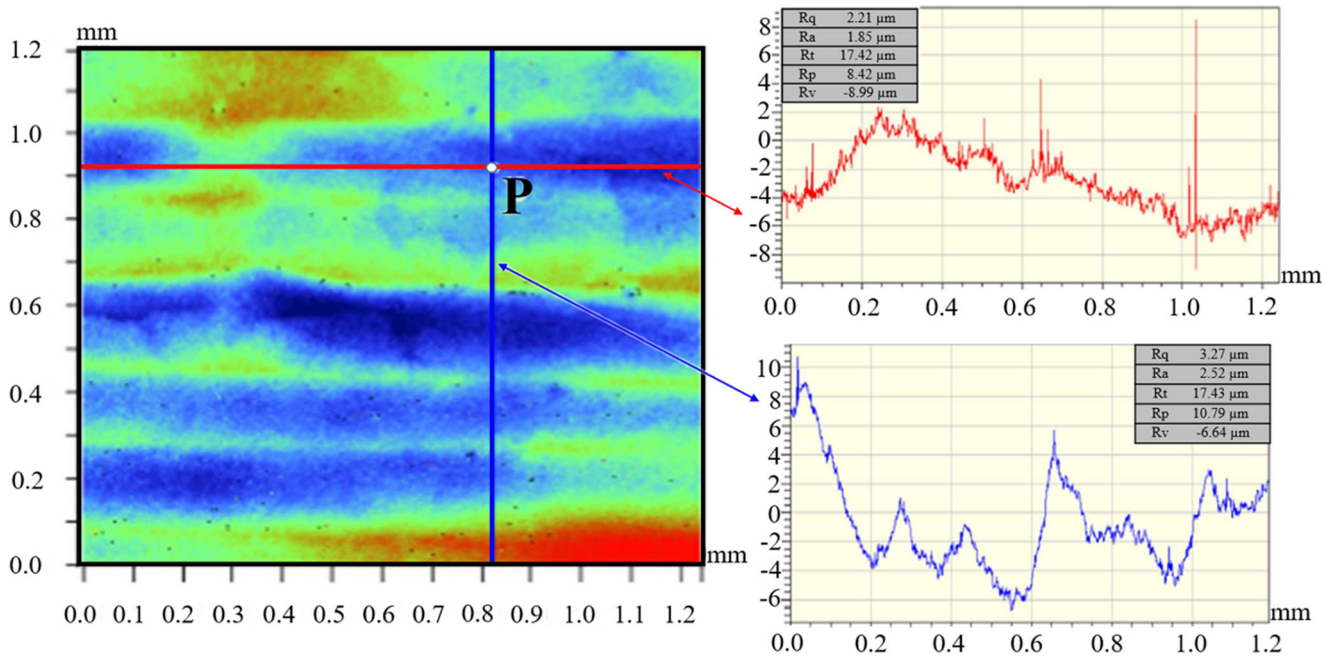 mm
1.2
1.0
0.8
0.6
0.4
0.2
0.0
P
mm
0.0 0.1 0.2 0.3 0.6 0.7 0.8 0.9 1.0 1.1 1.2
Rq 2.21 µm
Ra 1.85 µm
Rt 17.42 µm
Rp 8.42 µm
Rv -8.99 µm
8
6
4
2
0
-2
-4
-6
-8
mm
0.0 0.2 0.4 0.6 0.8 1.0 1.2
Rq 3.27 µm
Ra 2.52 µm
Rt 17.43 µm
Rp 10.79 µm
Rv -6.64 µm
10
8
6
4
2
0
-2
-4
-6
mm
0.0 0.2 0.4 0.6 0.8 1.0 1.2